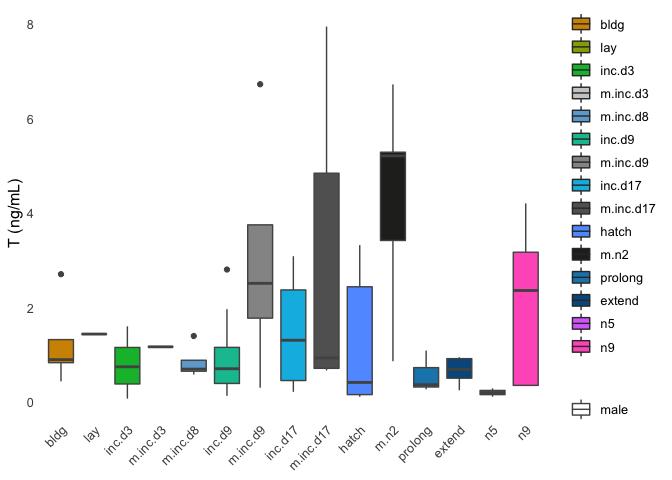 8
6
4
2
0
T (ng/mL)
bldg
lay
inc.d3
m.inc.d3
m.inc.d8
inc.d9
m.inc.d9
inc.d17
m.inc.d17
hatch
m.n2
prolong
extend
n5
n9
bldg
lay
inc.d3
m.inc.d3
m.inc.d8
inc.d9
m.inc.d9
inc.d17
m.inc.d17
hatch
m.n2
prolong
extend
n5
n9
male